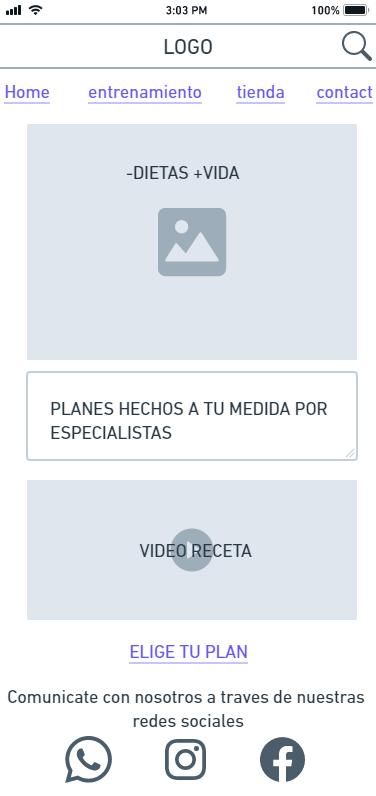 3:03 PM 100%
LOGO
Home entrenamiento tienda contact
-DIETAS +VIDA
PLANES HECHOS A TU MEDIDA POR
ESPECIALISTAS
VIDEO RECETA
ELIGE TU PLAN
Comunicate con nosotros a traves de nuestras
redes sociales